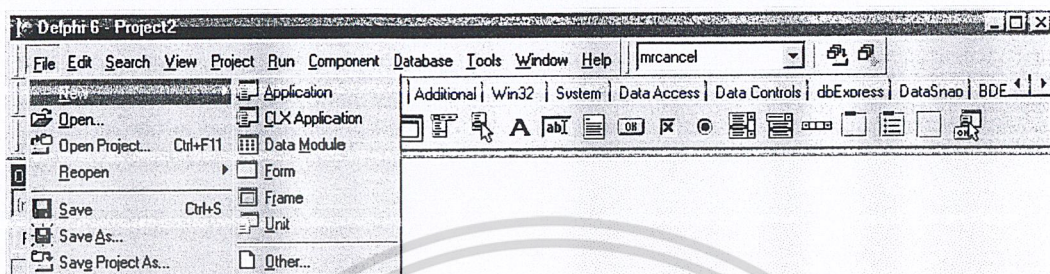 Delphi 6 - Project2
File Edit Search View Project Run Component Database Tools Window Help mrcancel
New Application
Additional Win32 System Data Access Data Controls dbExpress DataSnap BDE
Open... CLX Application
Open Project... Ctrl+F11 Data Module
Reopen Form
Frame
Save Ctrl+S Unit
Save As...
Save Project As... Other...